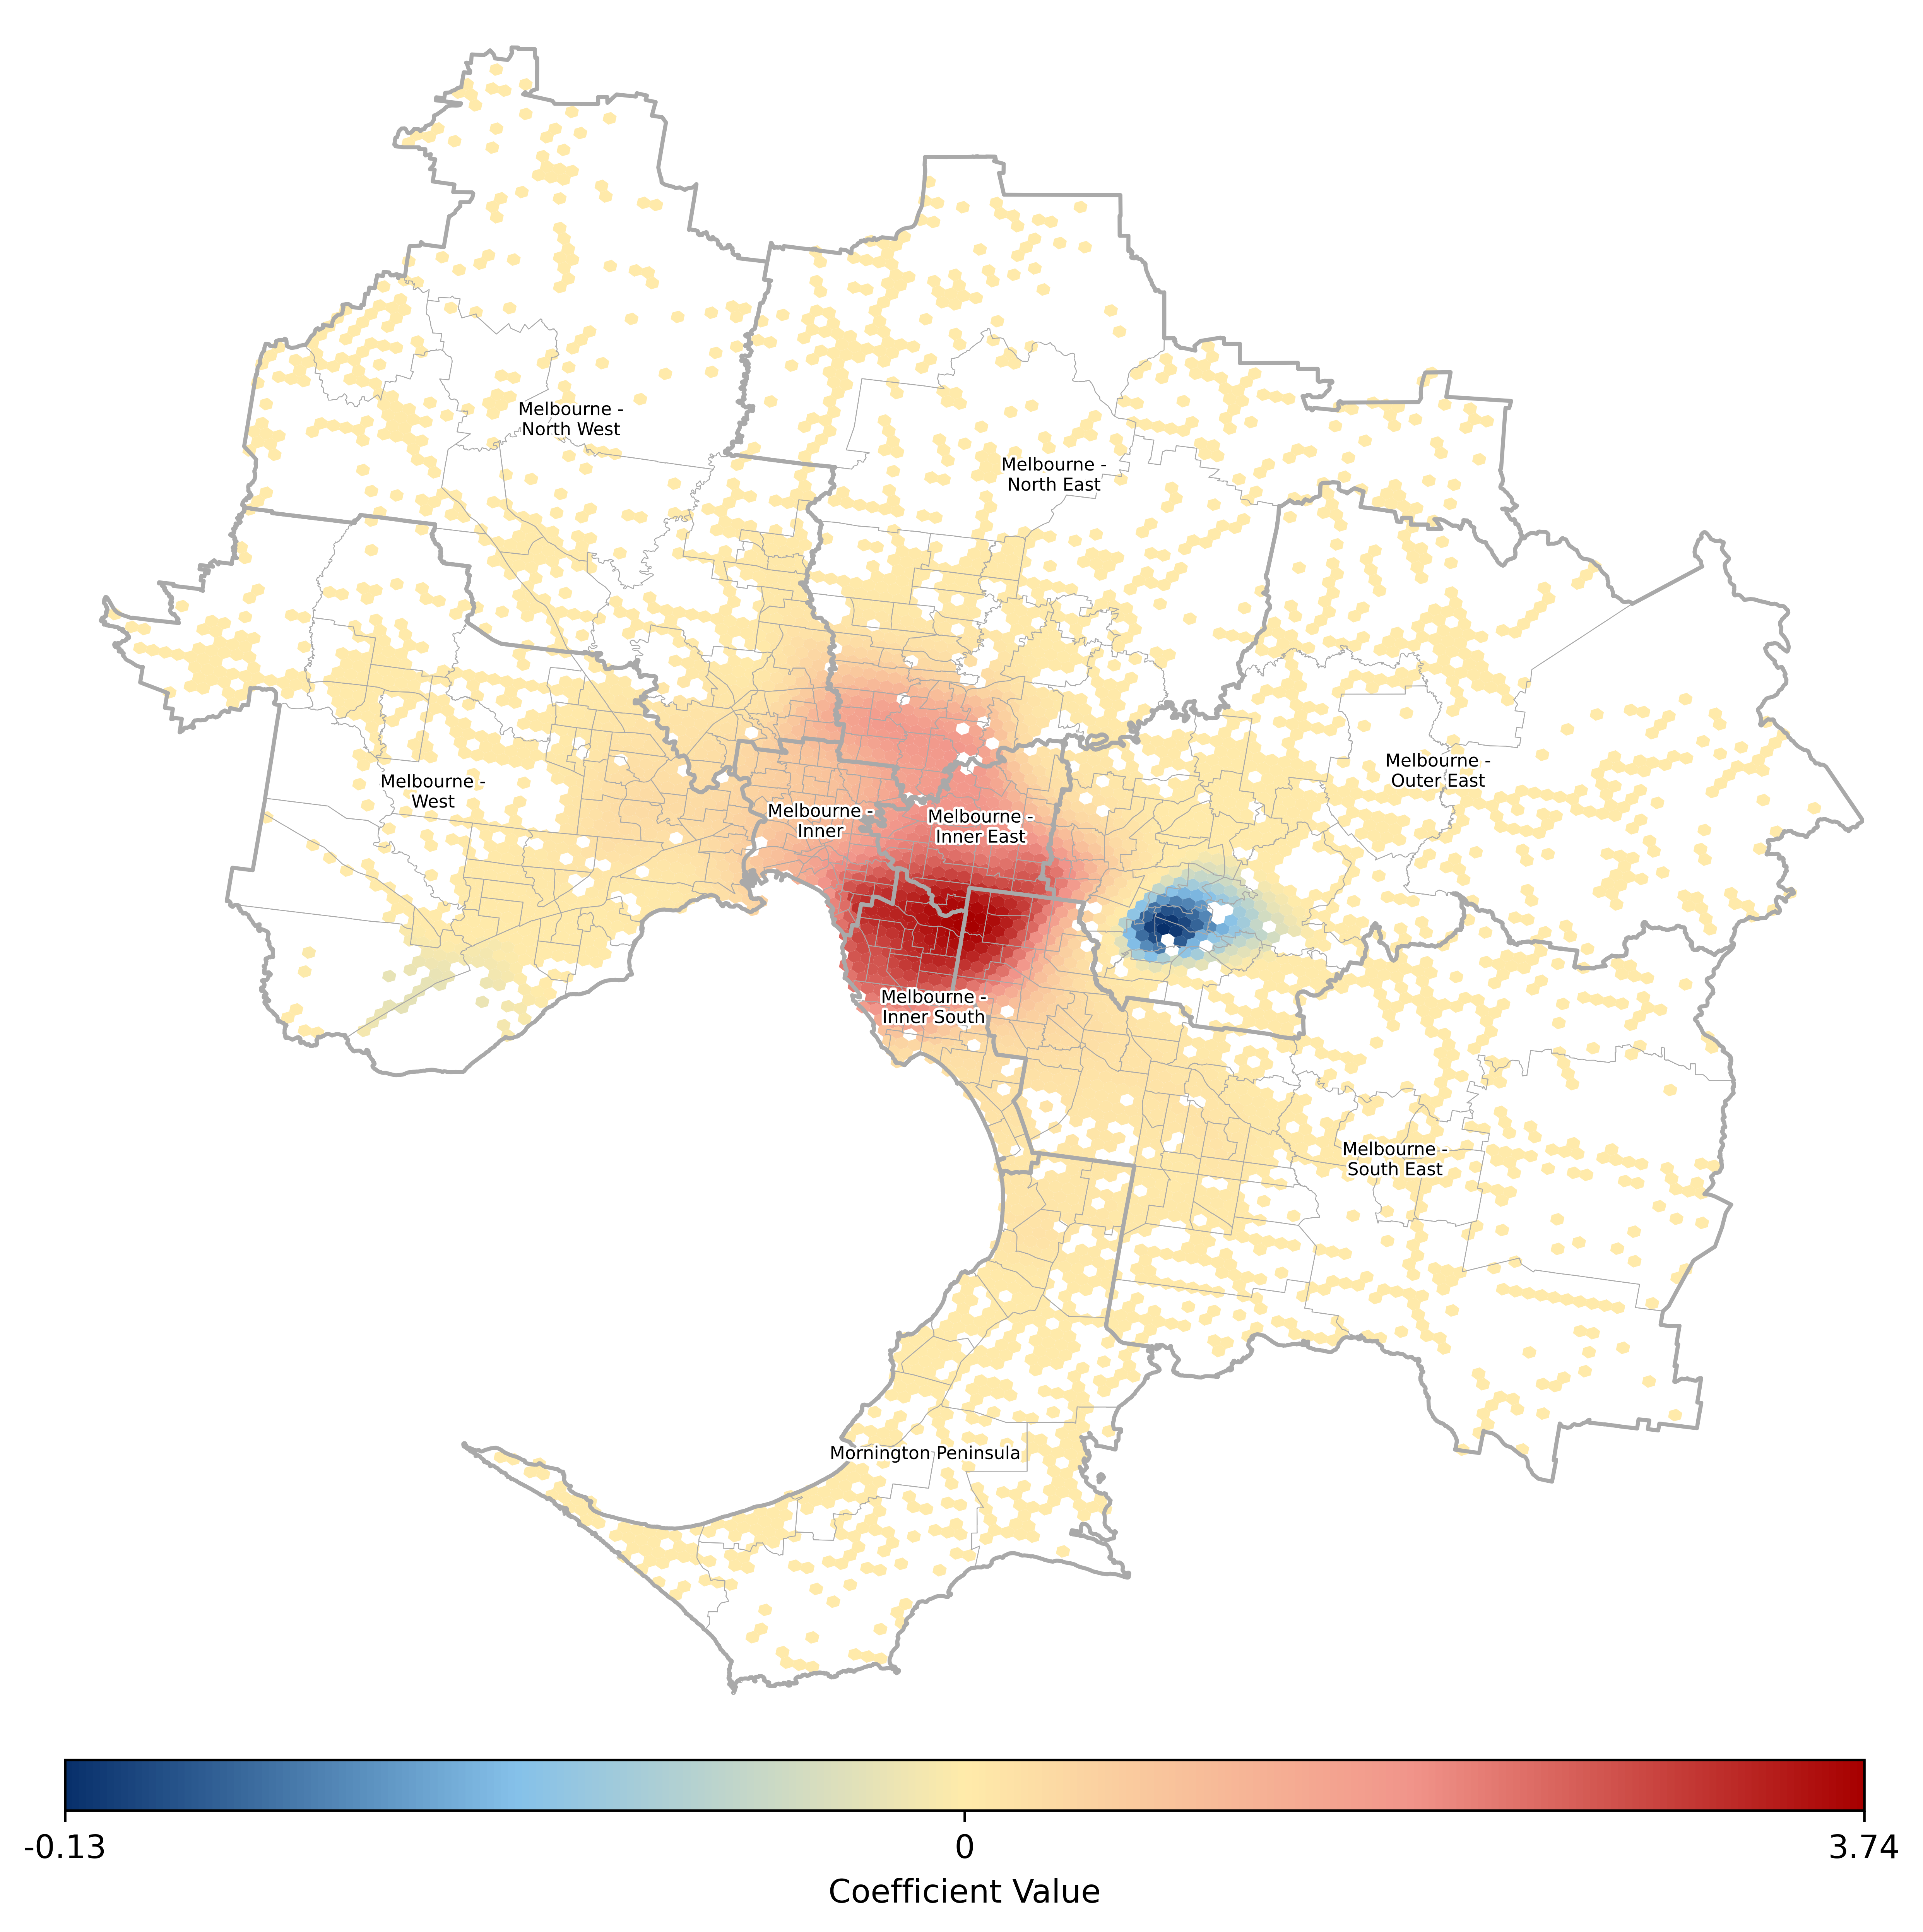 Melbourne -
North West
Melbourne -
North East
Melbourne -
Outer East
Melbourne -
West
Melbourne -
Inner
Melbourne -
Inner East
Melbourne -
Inner South
Melbourne -
South East
Mornington Peninsula
-0.13
0
3.74
Coefficient Value